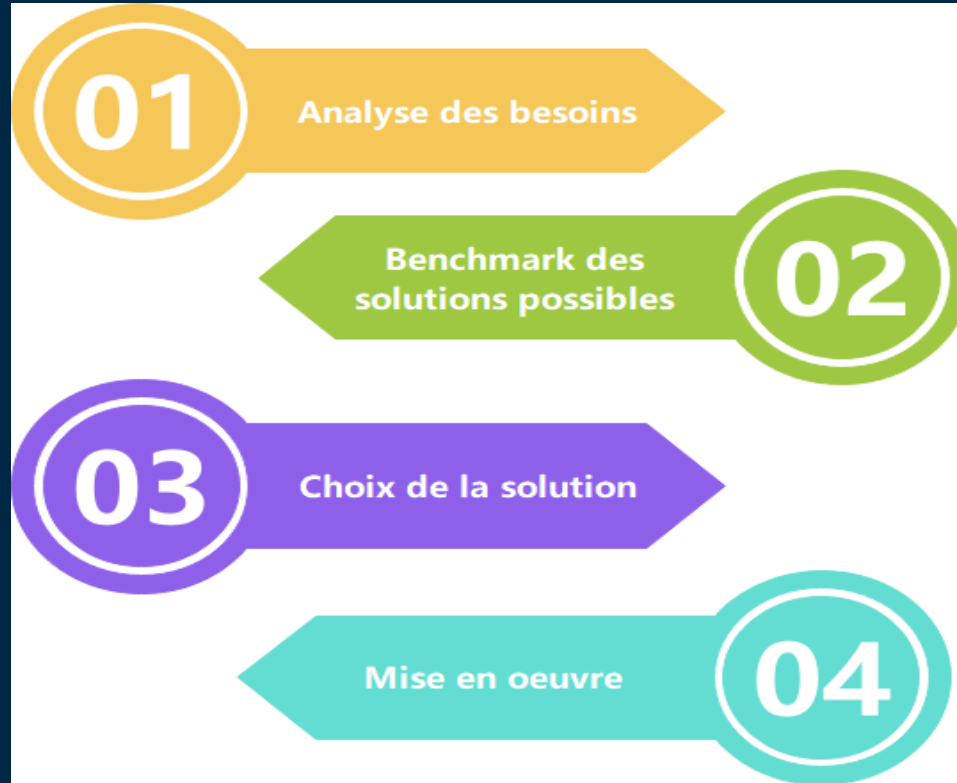 01
Analyse des besoins
Benchmark des
solutions possibles
02
03
Choix de la solution
Mise en oeuvre
04